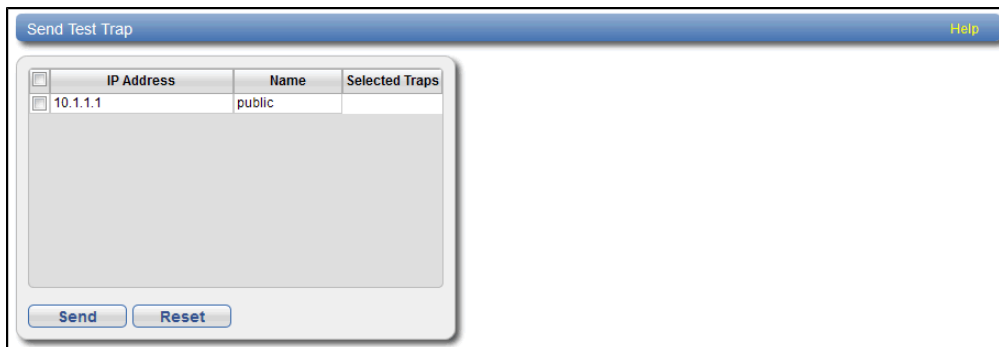 Send Test Trap Help
IP Address Name Selected Traps
10.1.1.1 public
Send Reset